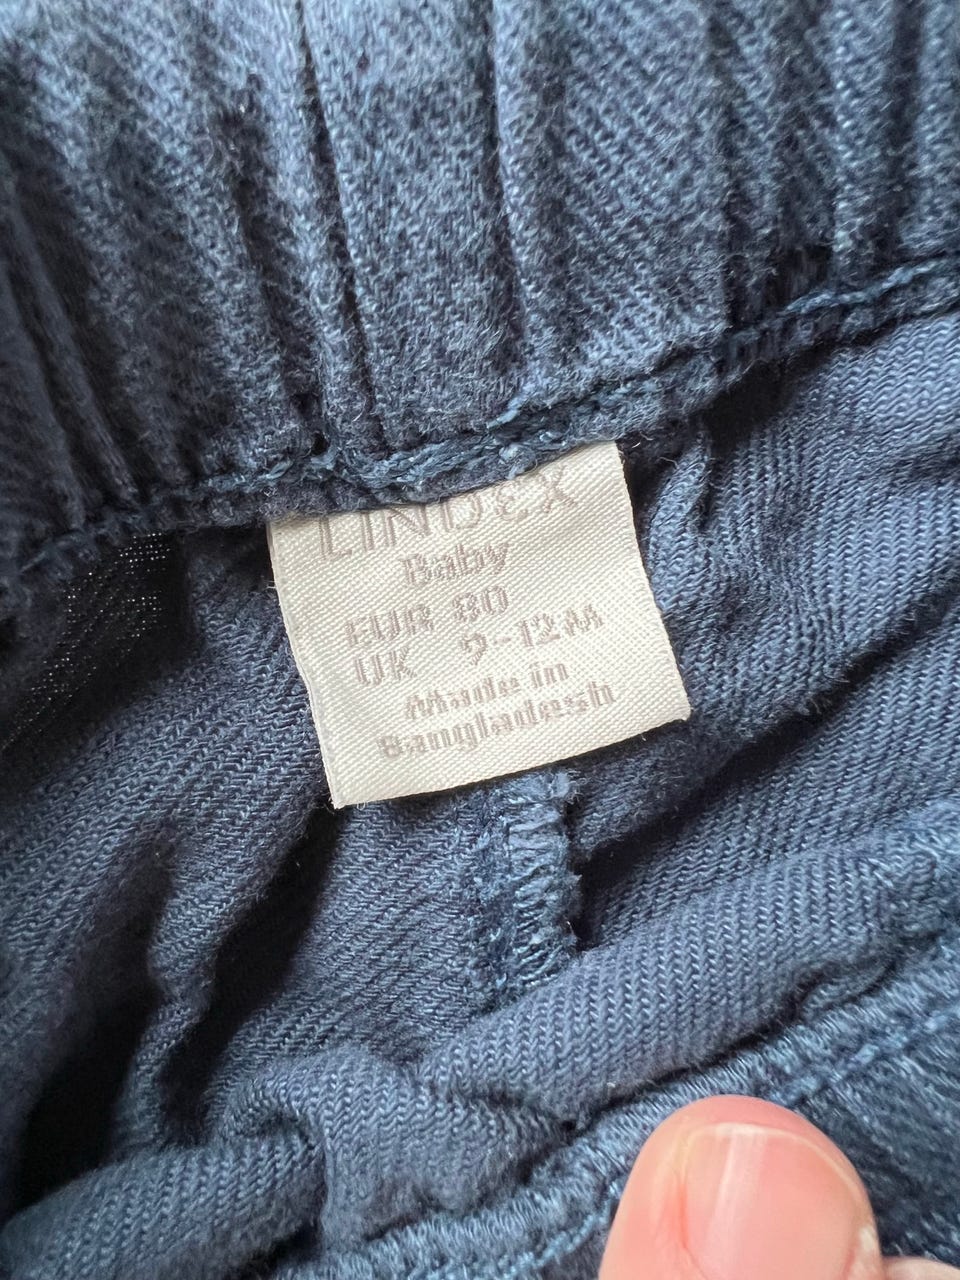 LINDEX
Baby
EUR 80
UK 9-12M
Made in
Bangladesh